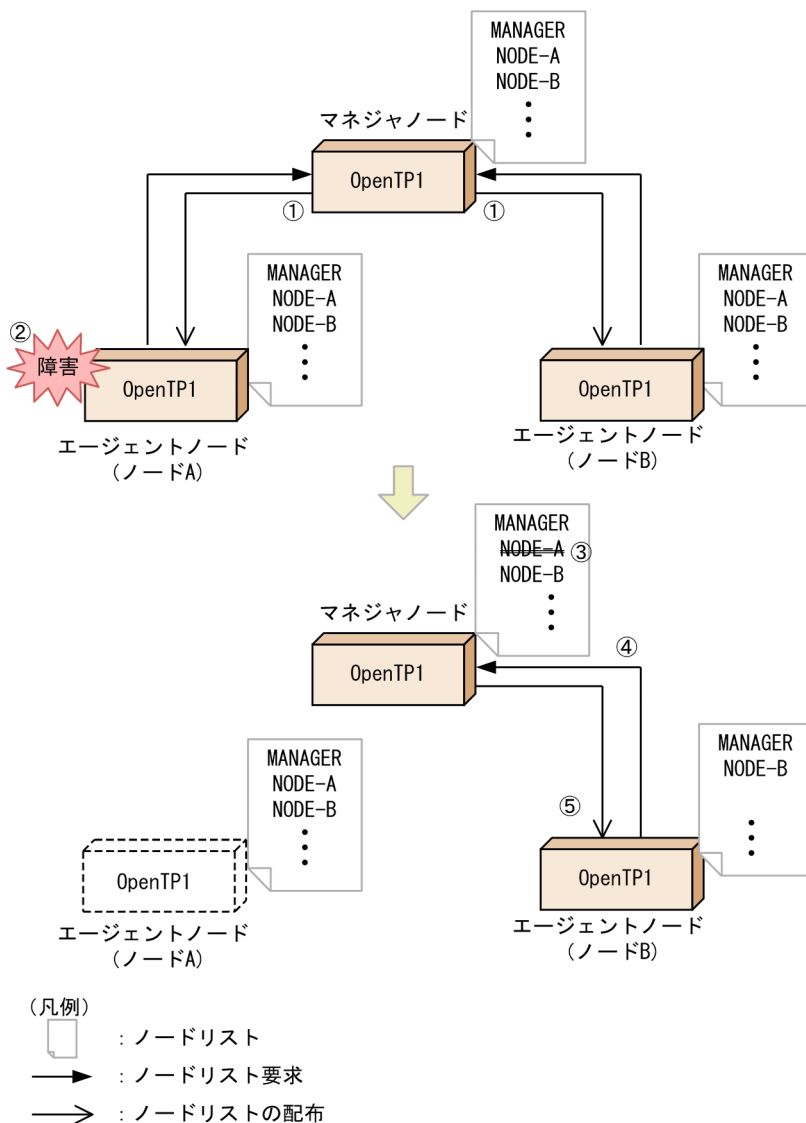 MANAGER
NODE-A
NODE-B
マネジャノード
OpenTP1
①
①
MANAGER
NODE-A
NODE-B
②
障害
OpenTP1
エージェントノード
(ノードA)
MANAGER
NODE-A
NODE-B
OpenTP1
エージェントノード
(ノードB)
MANAGER
NODE-A ③
NODE-B
マネジャノード
OpenTP1
④
⑤
MANAGER
NODE-A
NODE-B
OpenTP1
エージェントノード
(ノードA)
MANAGER
NODE-B
OpenTP1
エージェントノード
(ノードB)
(凡例)
:ノードリスト
:ノードリスト要求
:ノードリストの配布